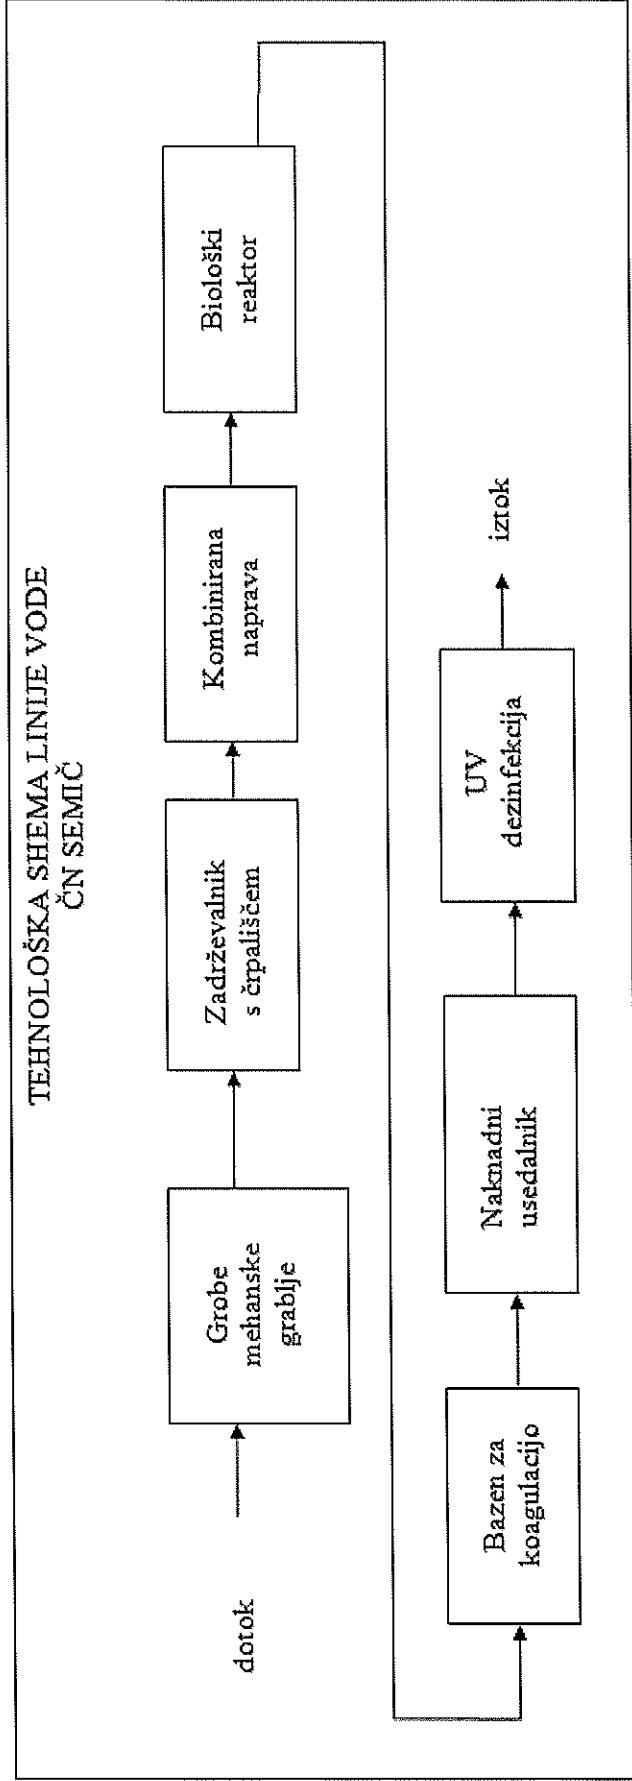 TEHNOLOŠKA SHEMA LINIJE VODE
ČN SEMIČ
dotok
Grobe
mehanske
grablje
Zadrževalnik
s črpališčem
Kombinirana
naprava
Biološki
reaktor
Bazen za
koagulacijo
Naknadni
usedalnik
UV
dezinfekcija
iztok